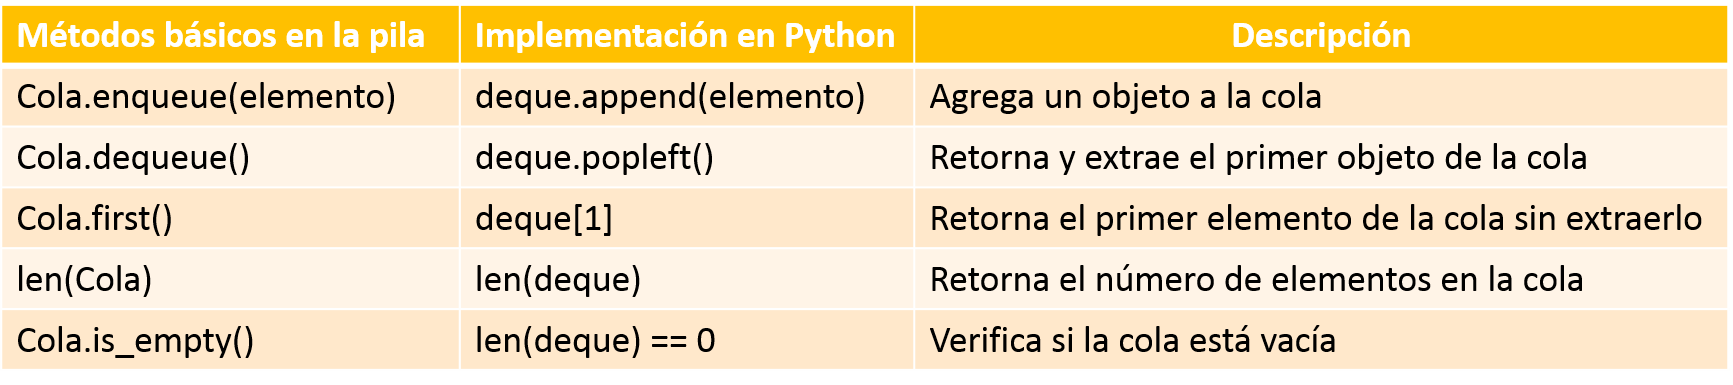 Métodos básicos en la pila Implementación en Python Descripción
Cola.enqueue(elemento) deque.append(elemento) Agrega un objeto a la cola
Cola.dequeue() deque.popleft() Retorna y extrae el primer objeto de la cola
Cola.first() deque[1] Retorna el primer elemento de la cola sin extraerlo
len(Cola) len(deque) Retorna el número de elementos en la cola
Cola.is_empty() len(deque) == 0 Verifica si la cola está vacía